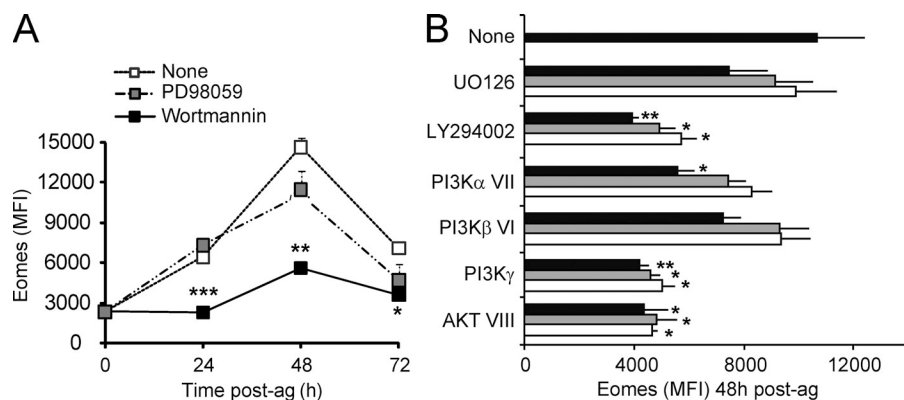 A
None
PD98059
Wortmannin
15000
12000
9000
6000
3000
0
Eomes (MFI)
***
**
*
0 24 48 72
Time post-ag (h)
B
None
UO126
LY294002
**
*
*
PI3Kα VII
*
PI3Kβ VI
PI3Kγ
**
*
*
AKT VIII
*
*
*
0 4000 8000 12000
Eomes (MFI) 48h post-ag